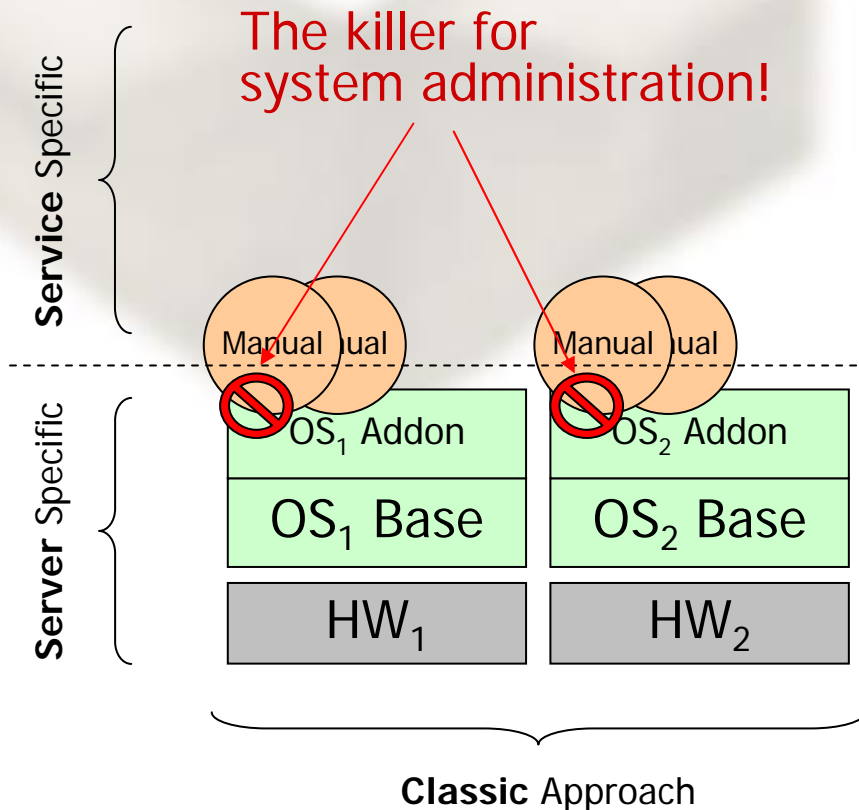 The killer for
system administration!
Service Specific
Manual ual
Manual ual
Server Specific
OS₁ Addon
OS₂ Addon
OS₁ Base
OS₂ Base
HW₁
HW₂
Classic Approach